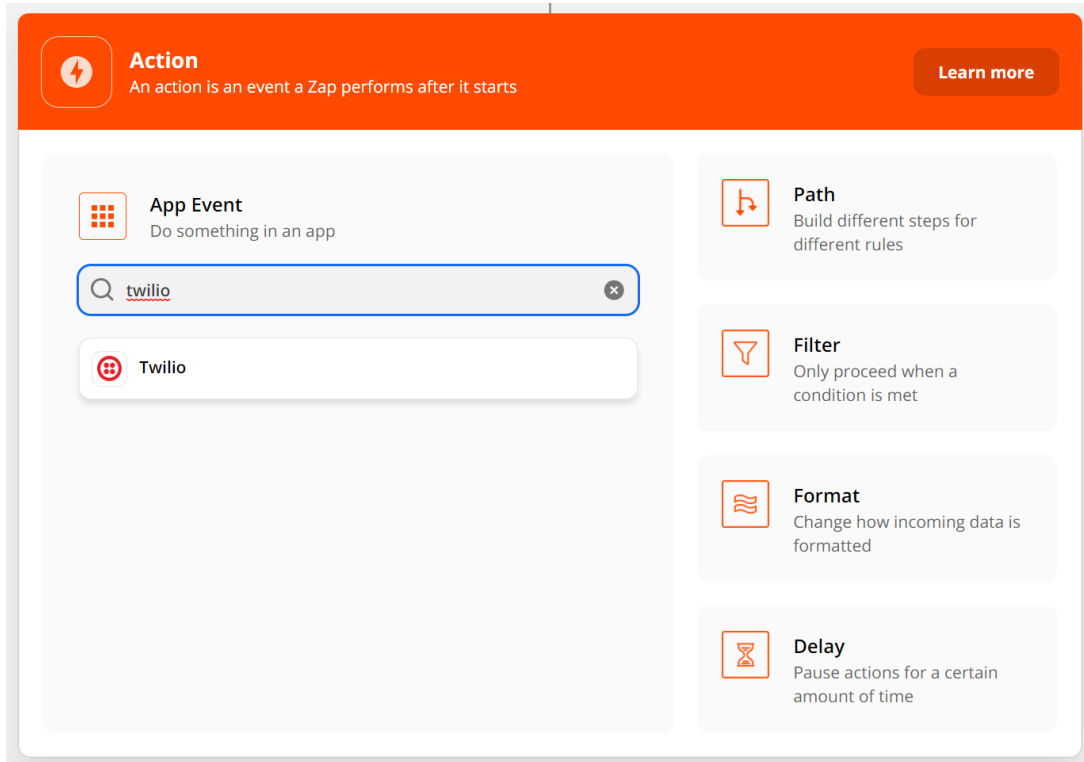 Action
An action is an event a Zap performs after it starts
Learn more
App Event
Do something in an app
twilio
Twilio
Path
Build different steps for
different rules
Filter
Only proceed when a
condition is met
Format
Change how incoming data is
formatted
Delay
Pause actions for a certain
amount of time